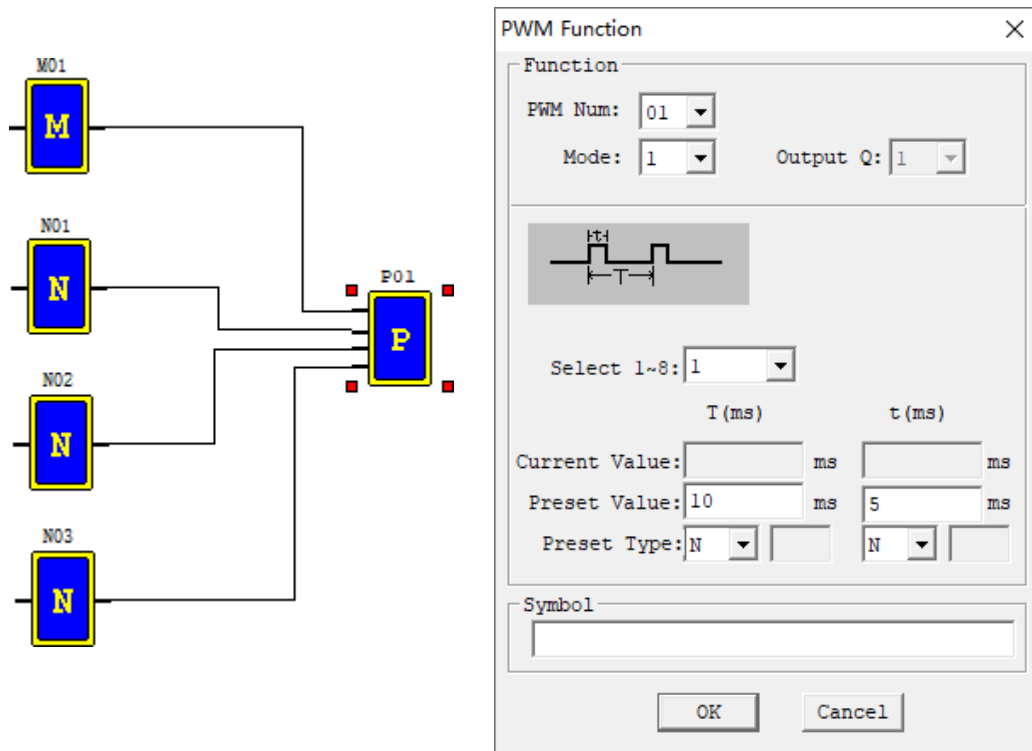 M01
M
N01
N
N02
N
N03
N
P01
P
PWM Function
Function
PWM Num: 01
Mode: 1 Output Q: 1
t
T
Select 1~8: 1
T(ms) t(ms)
Current Value: ms ms
Preset Value: 10 ms 5 ms
Preset Type: N N
Symbol
OK Cancel